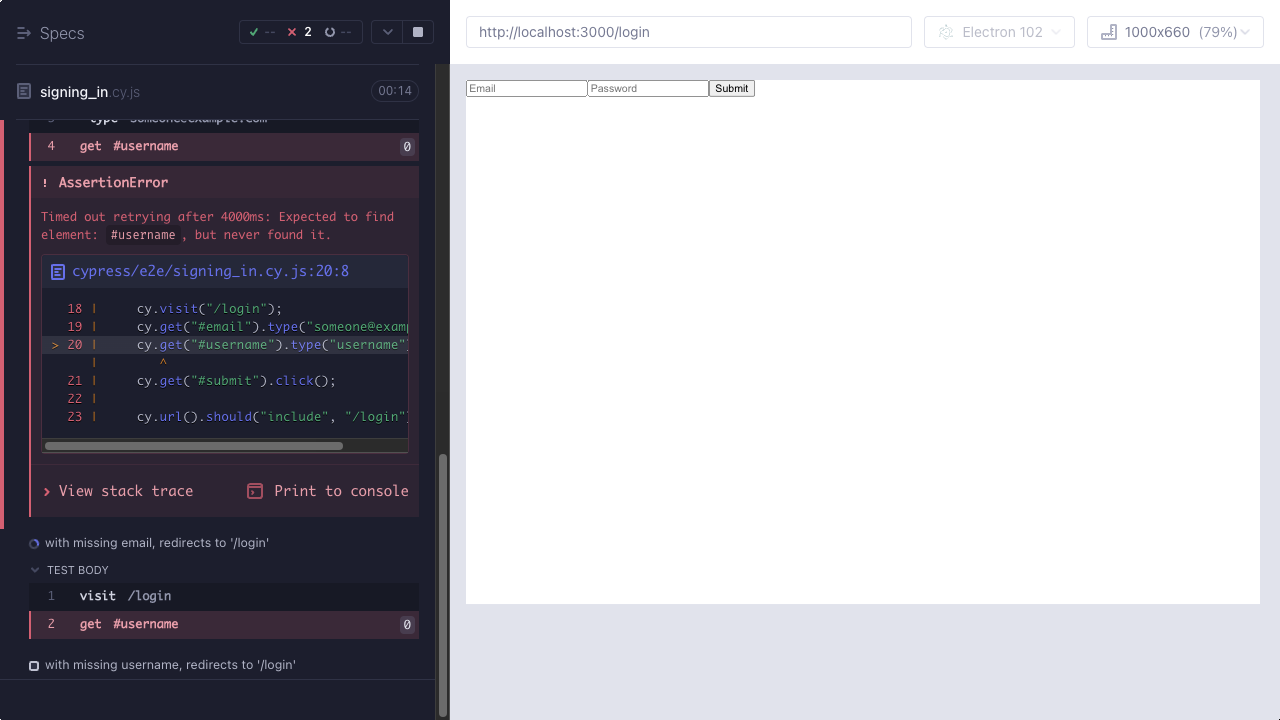 Specs
-- 2 --
signing_in.cy.js
00:14
3 type someone@example.com
4 get #username 0
! AssertionError
Timed out retrying after 4000ms: Expected to find
element: #username, but never found it.
cypress/e2e/signing_in.cy.js:20:8
18 | cy.visit("/login");
19 | cy.get("#email").type("someone@examp
> 20 | cy.get("#username").type("username")
| ^
21 | cy.get("#submit").click();
22 |
23 | cy.url().should("include", "/login")
View stack trace
Print to console
with missing email, redirects to '/login'
TEST BODY
1 visit /login
2 get #username 0
with missing username, redirects to '/login'
http://localhost:3000/login
Electron 102
1000x660 (79%)
Email
Password
Submit